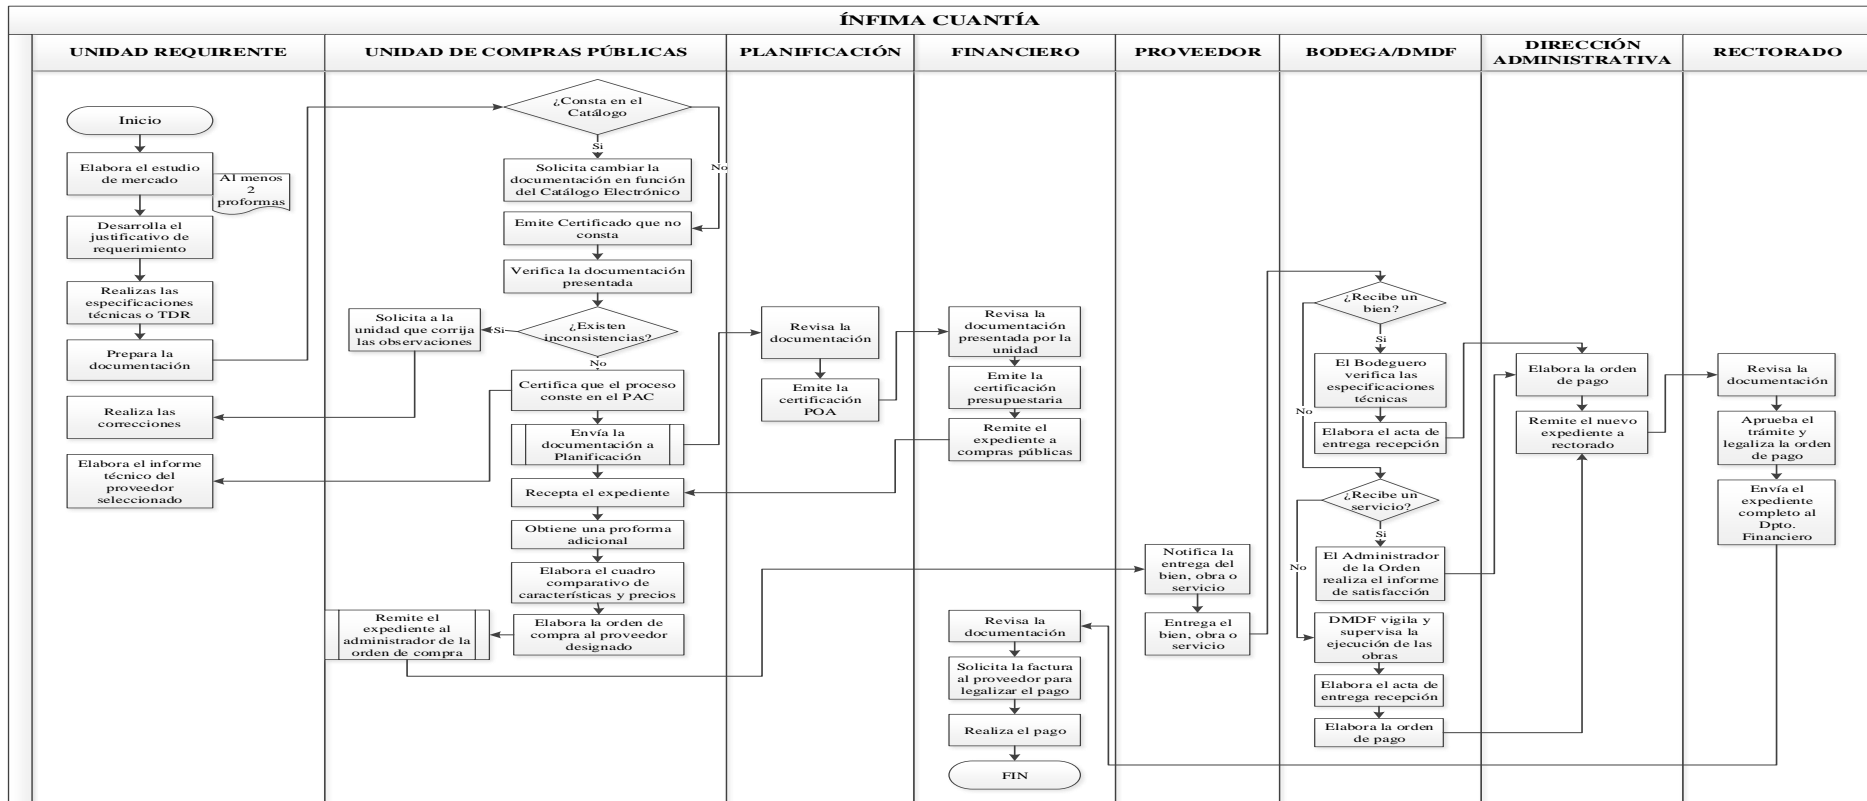 ÍNFIMA CUANTÍA
UNIDAD REQUIRENTE
UNIDAD DE COMPRAS PÚBLICAS
PLANIFICACIÓN
FINANCIERO
PROVEEDOR
BODEGA/DMDF
DIRECCIÓN
ADMINISTRATIVA
RECTORADO
Inicio
Elabora el estudio
de mercado
Al menos
2
proformas
Desarrolla el
justificativo de
requerimiento
Realizas las
especificaciones
técnicas o TDR
Prepara la
documentación
Realiza las
correcciones
Elabora el informe
técnico del
proveedor
seleccionado
¿Consta en el
Catálogo
Si
No
Solicita cambiar la
documentación en función
del Catálogo Electrónico
Emite Certificado que no
consta
Verifica la documentación
presentada
¿Existen
inconsistencias?
Si
Solicita a la
unidad que corrija
las observaciones
No
Certifica que el proceso
conste en el PAC
Envía la
documentación a
Planificación
Recepta el expediente
Obtiene una proforma
adicional
Elabora el cuadro
comparativo de
características y precios
Elabora la orden de
compra al proveedor
designado
Remite el
expediente al
administrador de la
orden de compra
Revisa la
documentación
Emite la
certificación
POA
Revisa la
documentación
presentada por la
unidad
Emite la
certificación
presupuestaria
Remite el
expediente a
compras públicas
Revisa la
documentación
Solicita la factura
al proveedor para
legalizar el pago
Realiza el pago
FIN
Notifica la
entrega del
bien, obra o
servicio
Entrega el
bien, obra o
servicio
¿Recibe un
bien?
Si
No
El Bodeguero
verifica las
especificaciones
técnicas
Elabora el acta de
entrega recepción
¿Recibe un
servicio?
Si
No
El Administrador
de la Orden
realiza el informe
de satisfacción
DMDF vigila y
supervisa la
ejecución de las
obras
Elabora el acta de
entrega recepción
Elabora la orden
de pago
Elabora la orden
de pago
Remite el nuevo
expediente a
rectorado
Revisa la
documentación
Aprueba el
trámite y
legaliza la orden
de pago
Envía el
expediente
completo al
Dpto.
Financiero